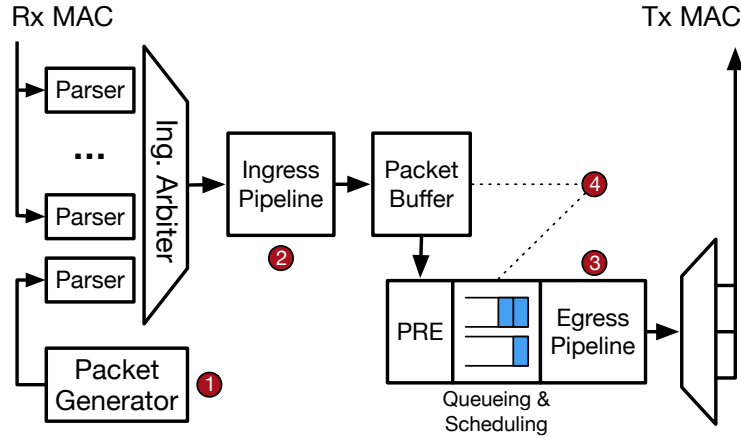 Rx MAC
Tx MAC
Parser
...
Parser
Parser
Ing. Arbiter
Ingress
Pipeline
2
Packet
Buffer
4
3
PRE
Egress
Pipeline
Queueing &
Scheduling
Packet
Generator
1